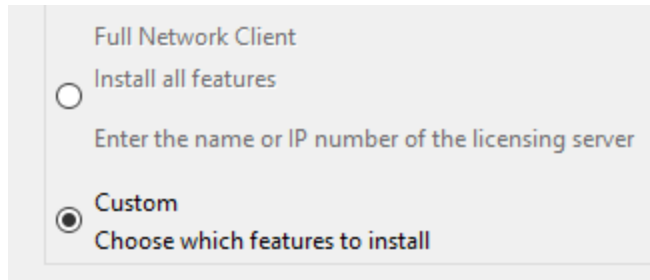 Full Network Client
Install all features
Enter the name or IP number of the licensing server
Custom
Choose which features to install